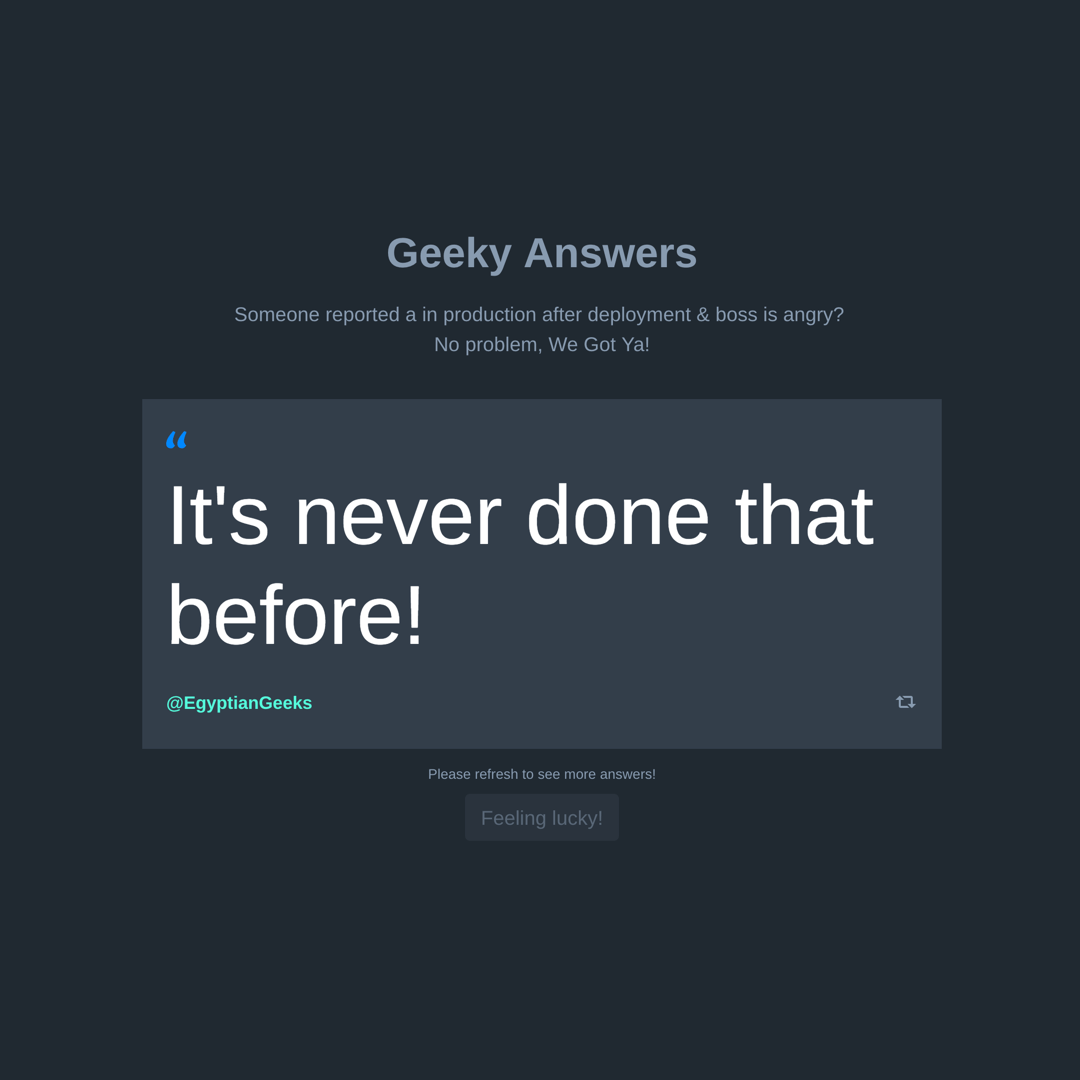 Geeky Answers
Someone reported a in production after deployment & boss is angry?
No problem, We Got Ya!
“
It's never done that
before!
@EgyptianGeeks
Please refresh to see more answers!
Feeling lucky!